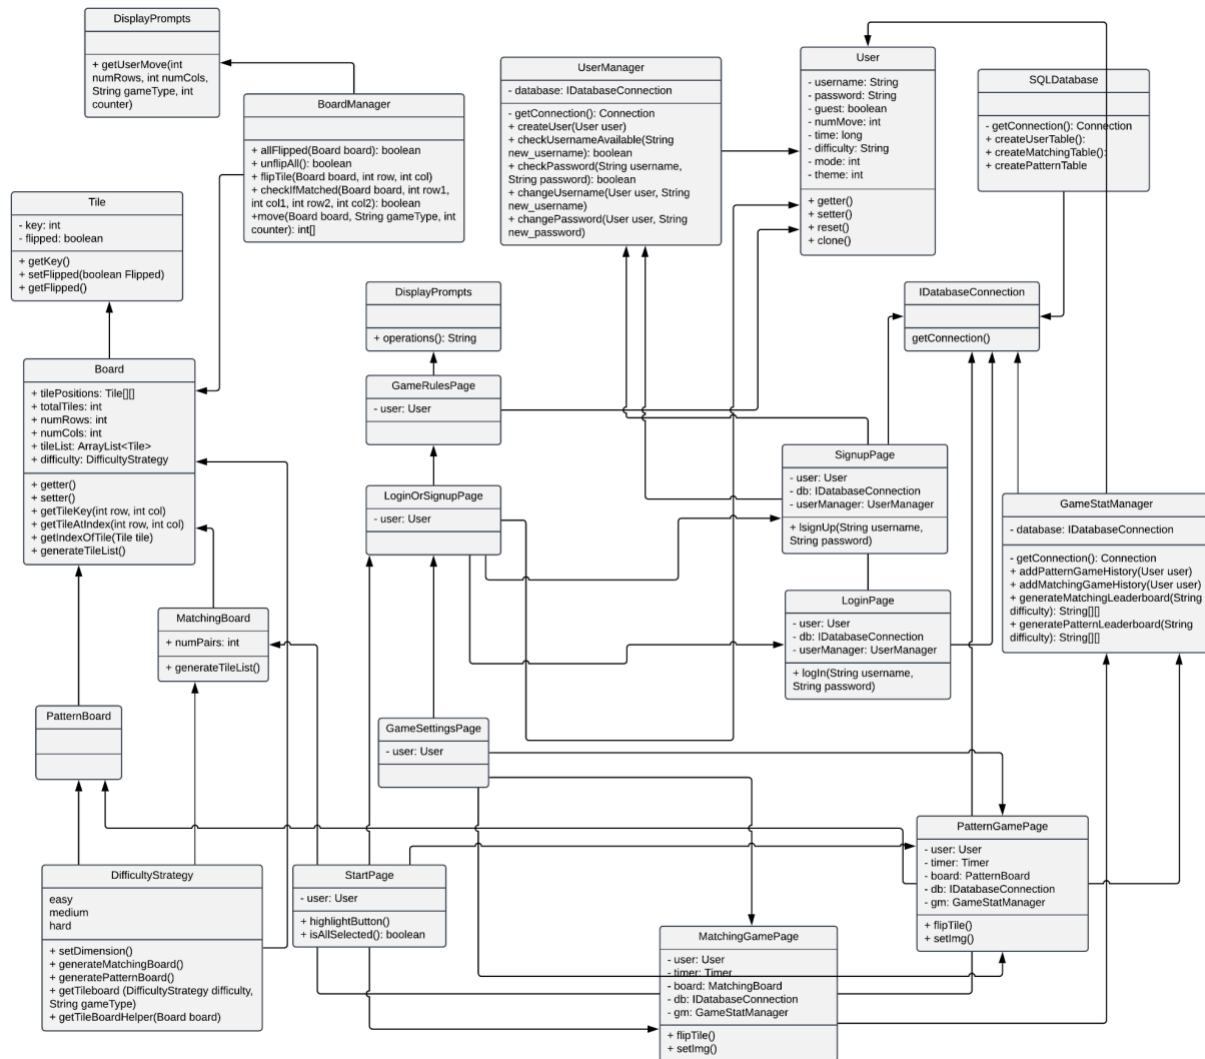 DisplayPrompts
+ getUserMove(int
numRows, int numCols,
String gameType, int
counter)
BoardManager
+ allFlipped(Board board): boolean
+ unflipAll(): boolean
+ flipTile(Board board, int row, int col)
+ checkIfMatched(Board board, int row1,
int col1, int row2, int col2): boolean
+move(Board board, String gameType, int
counter): int[]
UserManager
- database: IDatabaseConnection
- getConnection(): Connection
+ createUser(User user)
+ checkUsernameAvailable(String
new_username): boolean
+ checkPassword(String username,
String password): boolean
+ changeUsername(User user, String
new_username)
+ changePassword(User user, String
new_password)
User
- username: String
- password: String
- guest: boolean
- numMove: int
- time: long
- difficulty: String
- mode: int
- theme: int
+ getter()
+ setter()
+ reset()
+ clone()
SQLDatabase
- getConnection(): Connection
+ createUserTable():
+ createMatchingTable():
+ createPatternTable
Tile
- key: int
- flipped: boolean
+ getKey()
+ setFlipped(boolean Flipped)
+ getFlipped()
DisplayPrompts
+ operations(): String
IDatabaseConnection
getConnection()
Board
+ tilePositions: Tile[][]
+ totalTiles: int
+ numRows: int
+ numCols: int
+ tileList: ArrayList<Tile>
+ difficulty: DifficultyStrategy
+ getter()
+ setter()
+ getTileKey(int row, int col)
+ getTileAtIndex(int row, int col)
+ getIndexOfTile(Tile tile)
+ generateTileList()
GameRulesPage
- user: User
LoginOrSignupPage
- user: User
SignupPage
- user: User
- db: IDatabaseConnection
- userManager: UserManager
+ lsignUp(String username,
String password)
GameStatManager
- database: IDatabaseConnection
- getConnection(): Connection
+ addPatternGameHistory(User user)
+ addMatchingGameHistory(User user)
+ generateMatchingLeaderboard(String
difficulty): String[][]
+ generatePatternLeaderboard(String
difficulty): String[][]
MatchingBoard
+ numPairs: int
+ generateTileList()
LoginPage
- user: User
- db: IDatabaseConnection
- userManager: UserManager
+ logIn(String username,
String password)
PatternBoard
GameSettingsPage
- user: User
PatternGamePage
- user: User
- timer: Timer
- board: PatternBoard
- db: IDatabaseConnection
- gm: GameStatManager
+ flipTile()
+ setImg()
DifficultyStrategy
easy
medium
hard
+ setDimension()
+ generateMatchingBoard()
+ generatePatternBoard()
+ getTileboard (DifficultyStrategy difficulty,
String gameType)
+ getTileBoardHelper(Board board)
StartPage
- user: User
+ highlightButton()
+ isAllSelected(): boolean
MatchingGamePage
- user: User
- timer: Timer
- board: MatchingBoard
- db: IDatabaseConnection
- gm: GameStatManager
+ flipTile()
+ setImg()